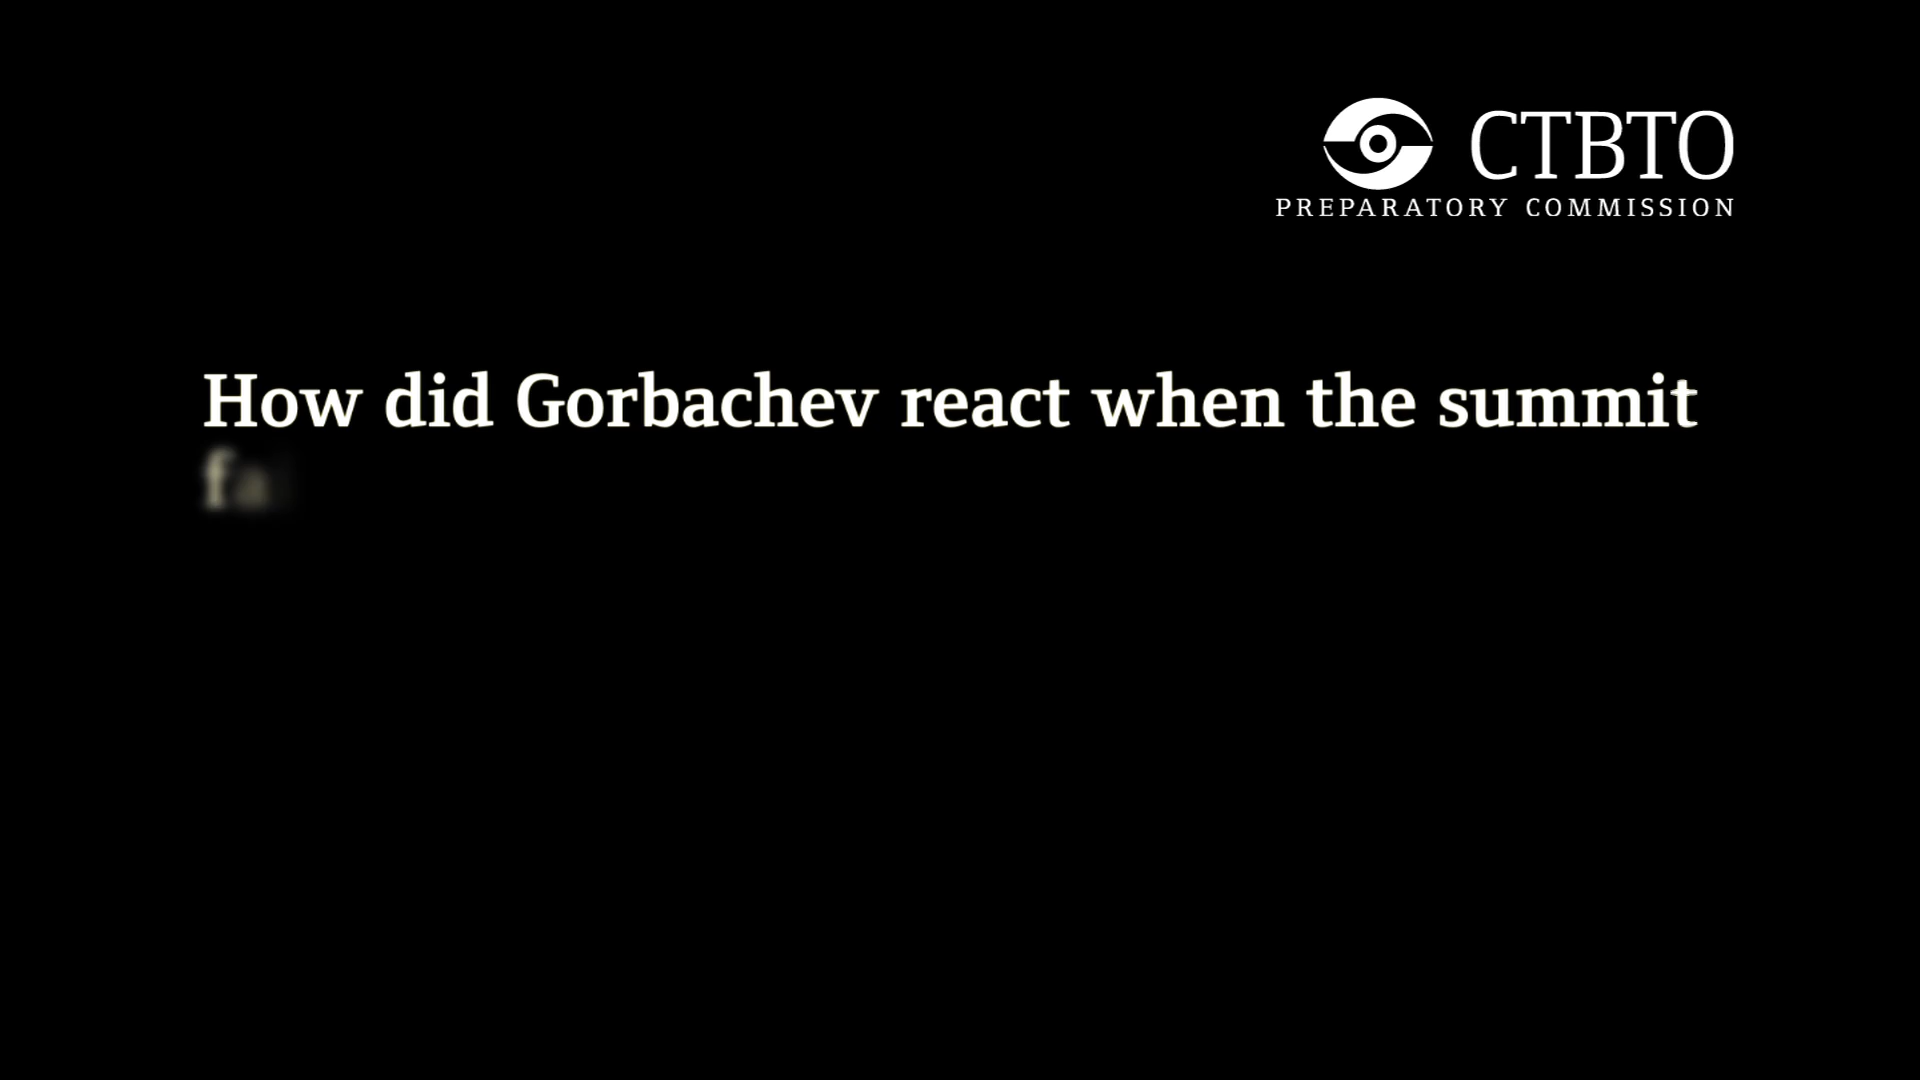 CTBTO
PREPARATORY COMMISSION
How did Gorbachev react when the summit